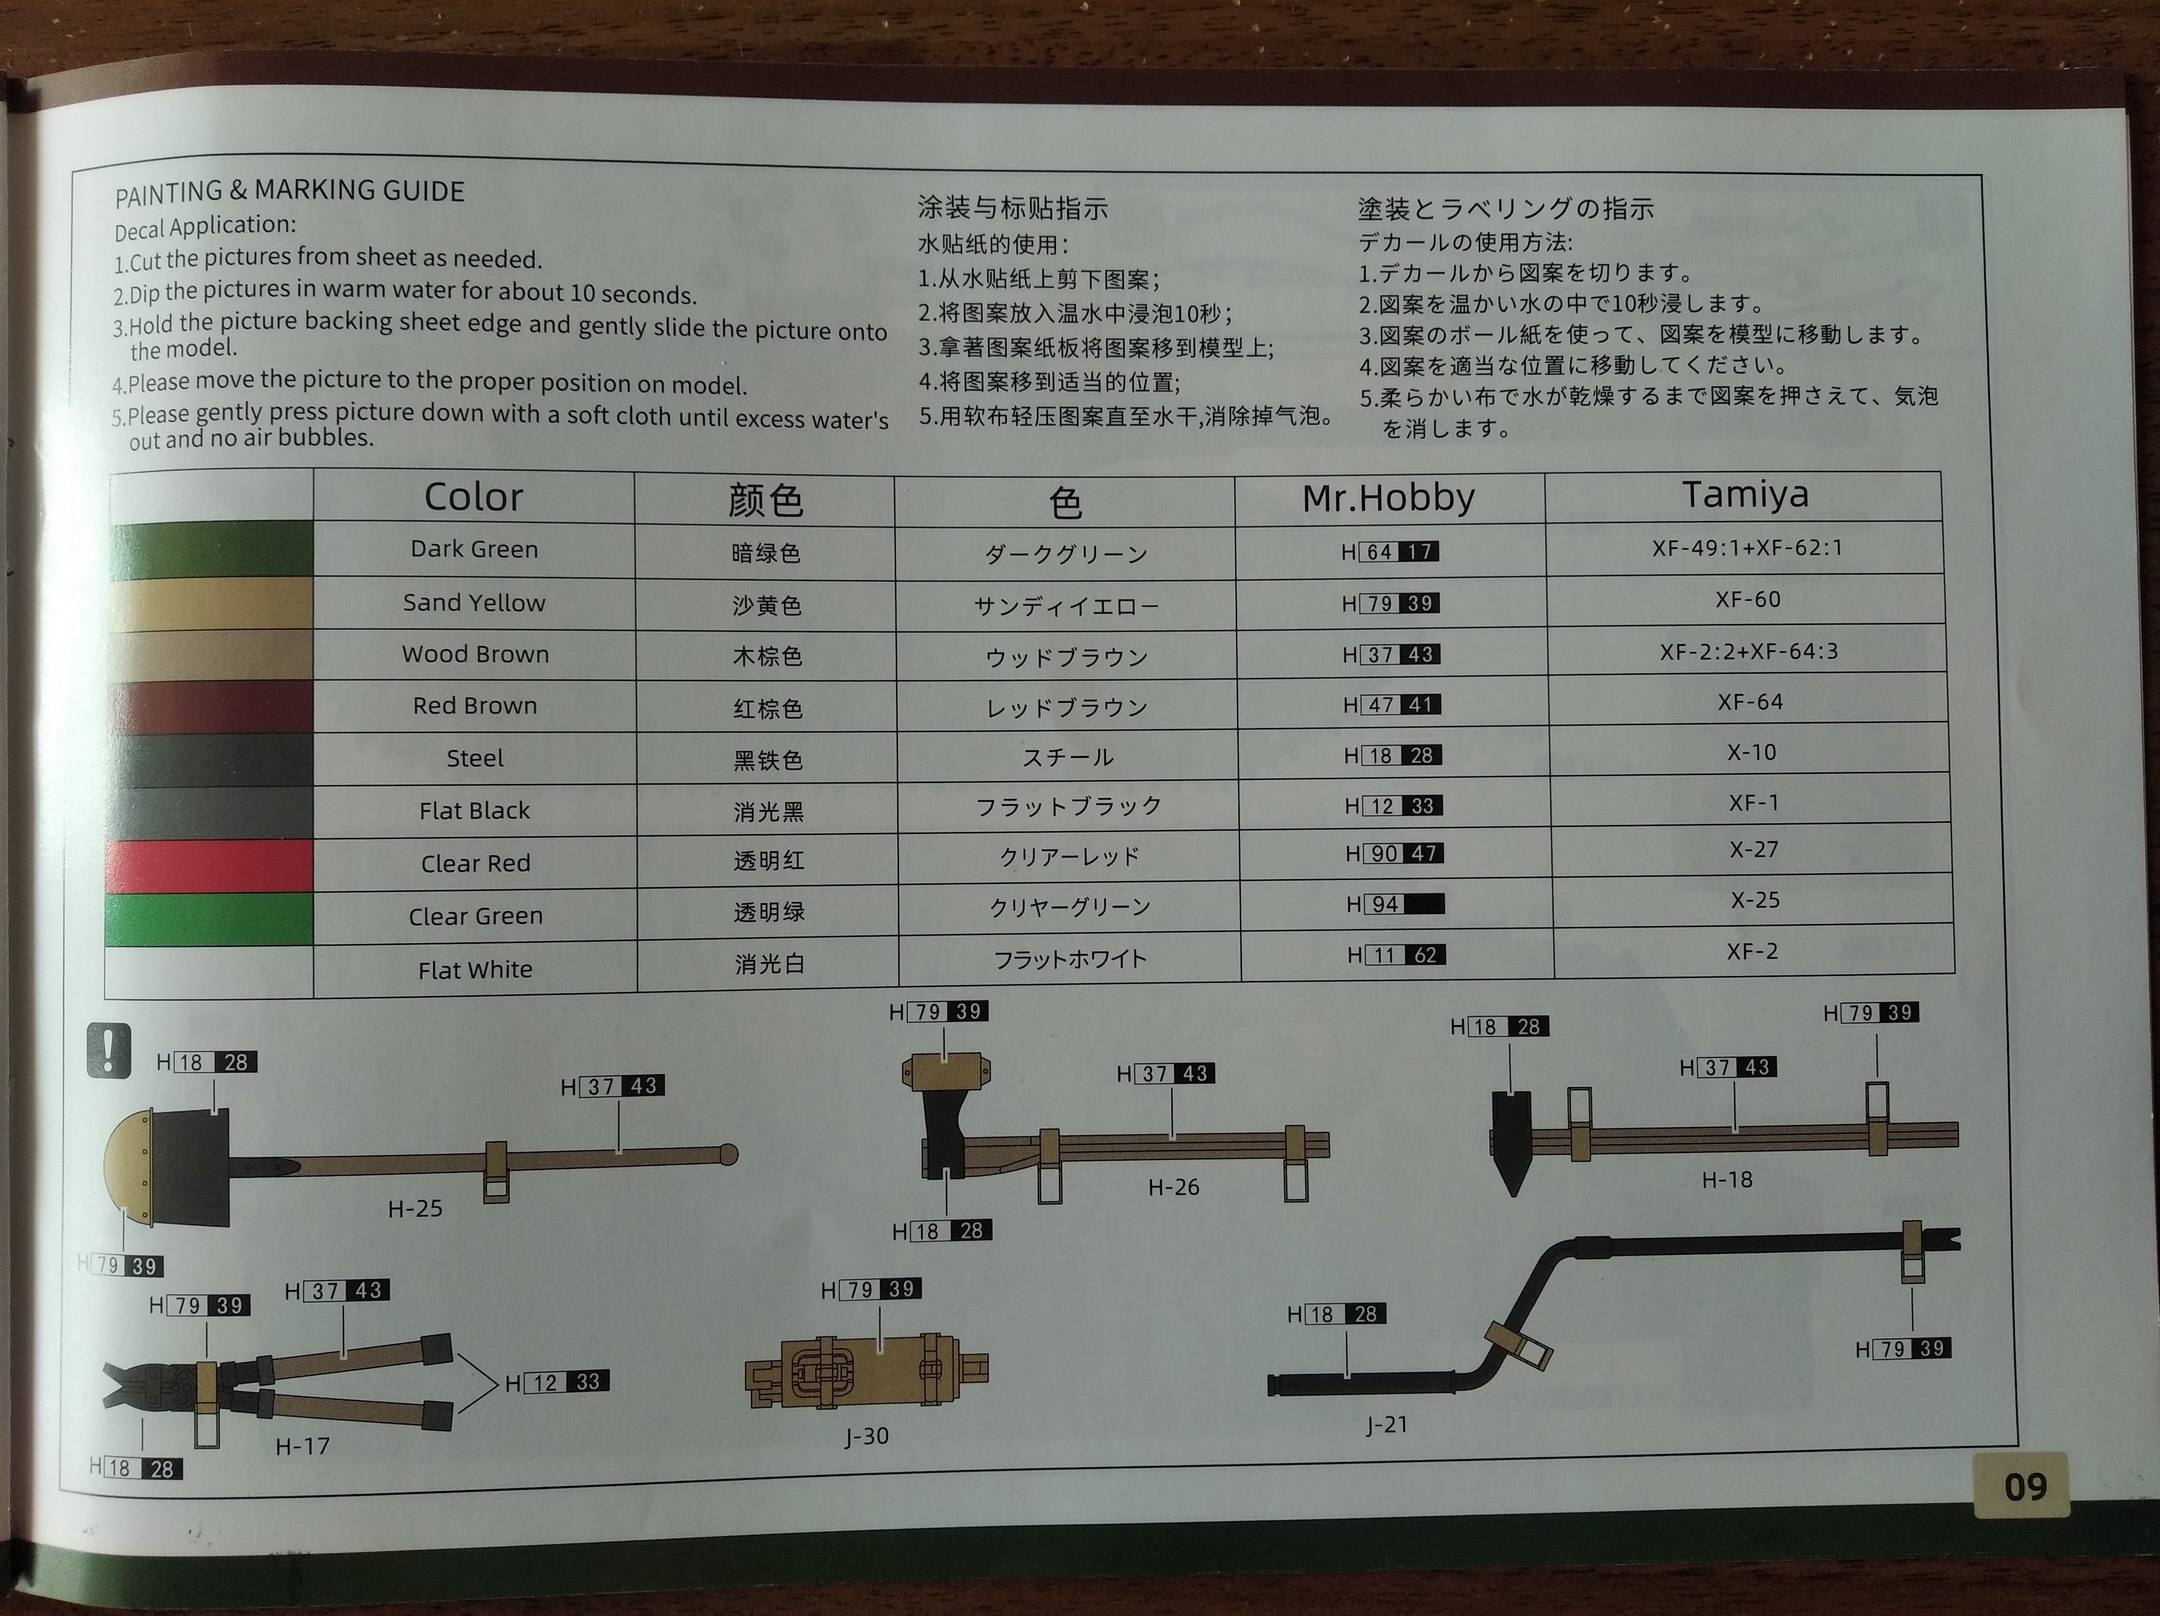 PAINTING & MARKING GUIDE
Decal Application:
1.Cut the pictures from sheet as needed.
2.Dip the pictures in warm water for about 10 seconds.
3.Hold the picture backing sheet edge and gently slide the picture onto
the model.
4.Please move the picture to the proper position on model.
5.Please gently press picture down with a soft cloth until excess water's
out and no air bubbles.
涂装与标贴指示
水贴纸的使用：
1.从水贴纸上剪下图案；
2.将图案放入温水中浸泡10秒；
3.拿著图案纸板将图案移到模型上;
4.将图案移到适当的位置;
5.用软布轻压图案直至水干,消除掉气泡。
塗装とラベリングの指示
デカールの使用方法:
1.デカールから図案を切ります。
2.図案を温かい水の中で10秒浸します。
3.図案のボール紙を使って、図案を模型に移動します。
4.図案を適当な位置に移動してください。
5.柔らかい布で水が乾燥するまで図案を押さえて、気泡
を消します。
Color 颜色 色 Mr.Hobby Tamiya
Dark Green 暗绿色 ダークグリーン H 64 17 XF-49:1+XF-62:1
Sand Yellow 沙黄色 サンディイエロー H 79 39 XF-60
Wood Brown 木棕色 ウッドブラウン H 37 43 XF-2:2+XF-64:3
Red Brown 红棕色 レッドブラウン H 47 41 XF-64
Steel 黑铁色 スチール H 18 28 X-10
Flat Black 消光黑 フラットブラック H 12 33 XF-1
Clear Red 透明红 クリアーレッド H 90 47 X-27
Clear Green 透明绿 クリヤーグリーン H 94 X-25
Flat White 消光白 フラットホワイト H 11 62 XF-2
!
H 18 28
H 37 43
H-25
H 79 39
H 79 39
H 37 43
H-26
H 18 28
H 18 28
H 37 43
H 79 39
H-18
H 79 39
H 37 43
H 12 33
H-17
H 18 28
H 79 39
J-30
H 18 28
H 79 39
J-21
09